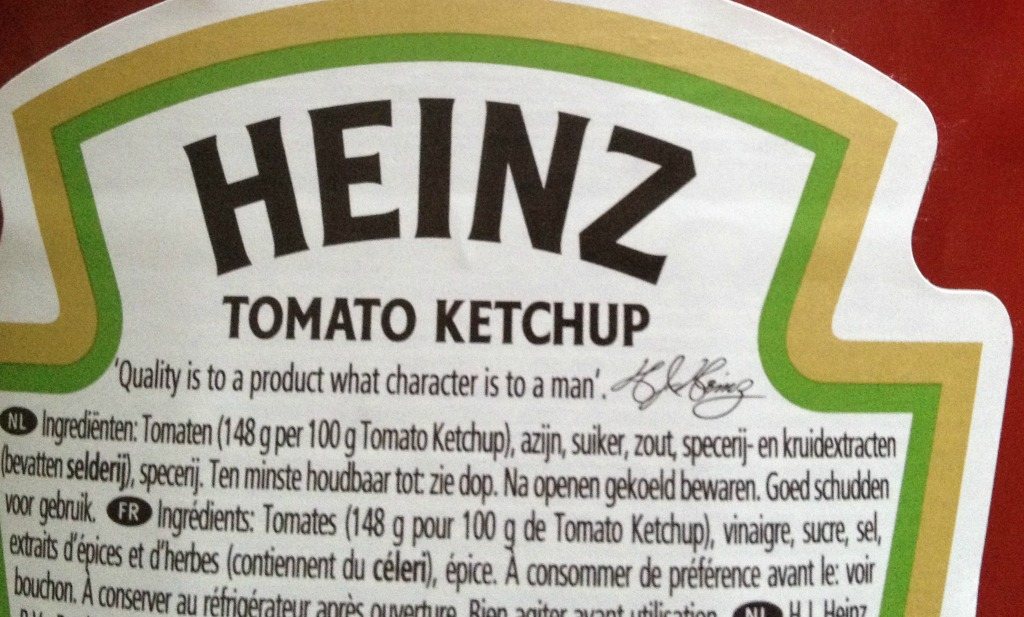 HEINZ
TOMATO KETCHUP
'Quality is to a product what character is to a man'. H J Heinz
NL Ingrediënten: Tomaten (148 g per 100 g Tomato Ketchup), azijn, suiker, zout, specerij- en kruidextracten
(bevatten selderij), specerij. Ten minste houdbaar tot: zie dop. Na openen gekoeld bewaren. Goed schudden
voor gebruik. FR Ingrédients: Tomates (148 g pour 100 g de Tomato Ketchup), vinaigre, sucre, sel,
extraits d'épices et d'herbes (contiennent du céleri), épice. À consommer de préférence avant le: voir
bouchon. À conserver au réfrigérateur après ouverture. Bien agiter avant utilisation. NL H.J. Heinz